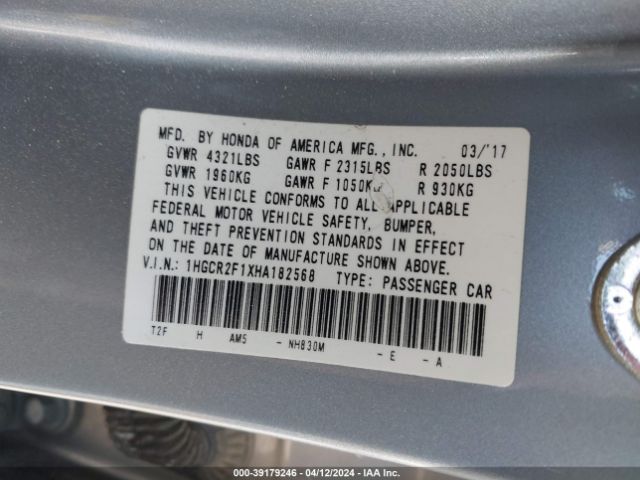 MFD. BY HONDA OF AMERICA MFG., INC. 03/'17
GVWR 4321LBS GAWR F 2315LBS R 2050LBS
GVWR 1960KG GAWR F 1050KG R 930KG
THIS VEHICLE CONFORMS TO ALL APPLICABLE
FEDERAL MOTOR VEHICLE SAFETY, BUMPER,
AND THEFT PREVENTION STANDARDS IN EFFECT
ON THE DATE OF MANUFACTURE SHOWN ABOVE.
V.I.N.: 1HGCR2F1XHA182568 TYPE: PASSENGER CAR
T2F H AM5 - NH830M - E - A
000-39179246 - 04/12/2024 - IAA Inc.